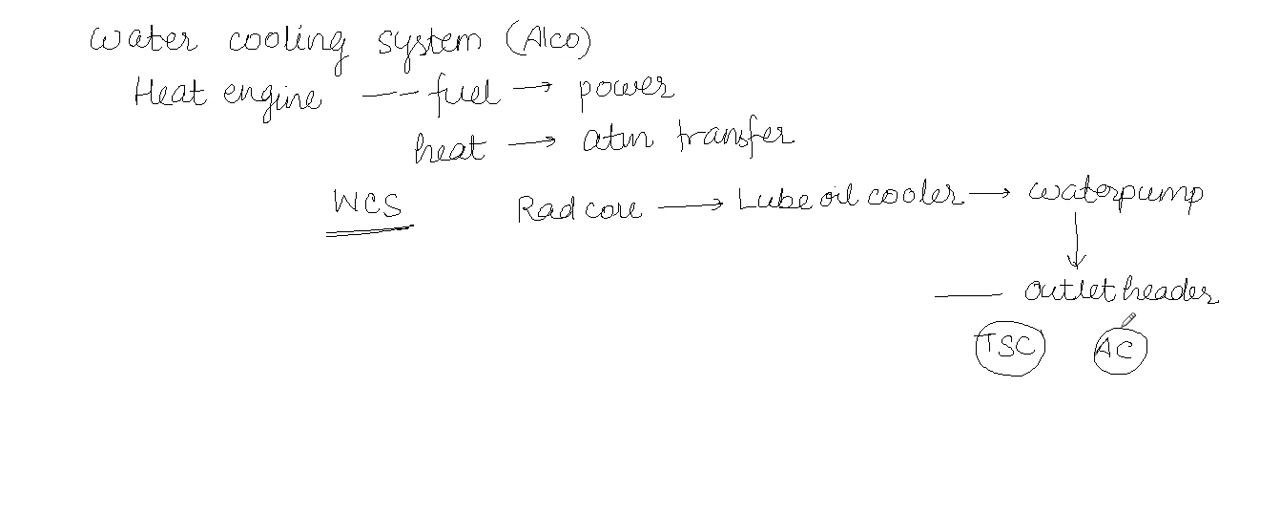 Water cooling system (Alco)
Heat engine —— fuel → power
heat → atm transfer
WCS Rad core → Lube oil cooler → waterpump
↓
— outlet header
TSC AC